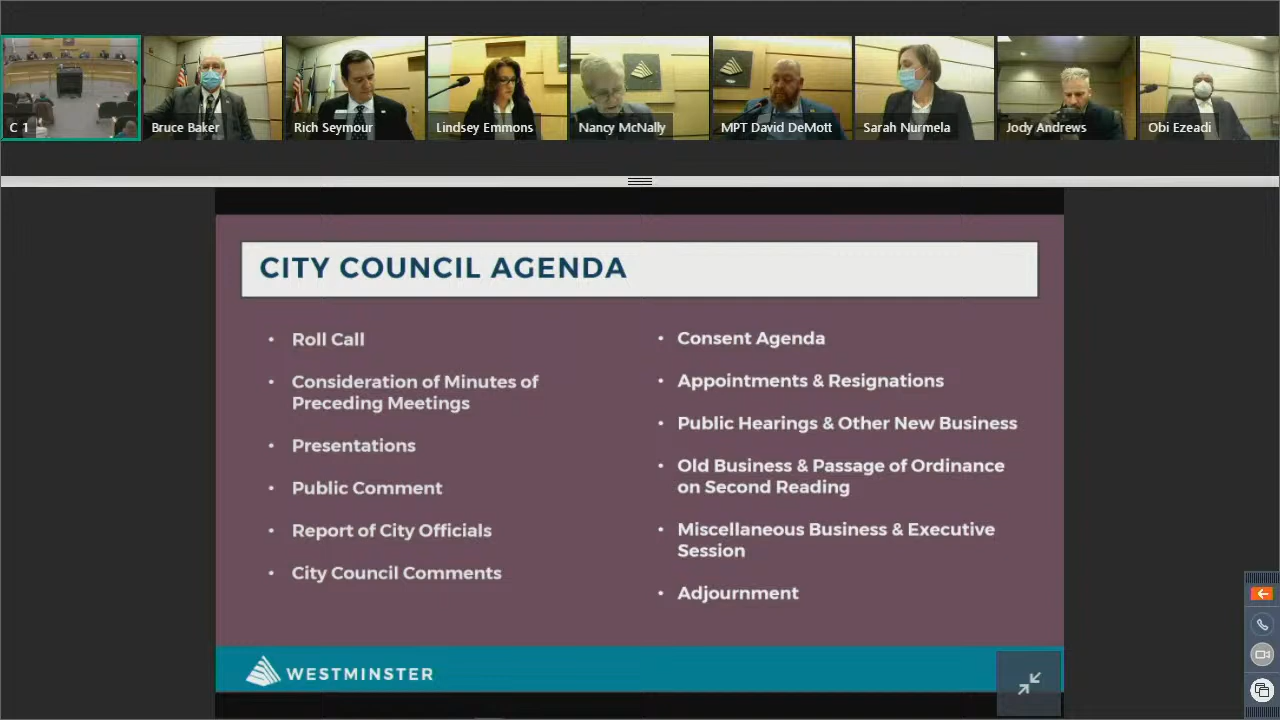 C 1
Bruce Baker
Rich Seymour
Lindsey Emmons
Nancy McNally
MPT David DeMott
Sarah Nurmela
Jody Andrews
Obi Ezeadi
CITY COUNCIL AGENDA
• Roll Call
• Consideration of Minutes of
Preceding Meetings
• Presentations
• Public Comment
• Report of City Officials
• City Council Comments
• Consent Agenda
• Appointments & Resignations
• Public Hearings & Other New Business
• Old Business & Passage of Ordinance
on Second Reading
• Miscellaneous Business & Executive
Session
• Adjournment
WESTMINSTER